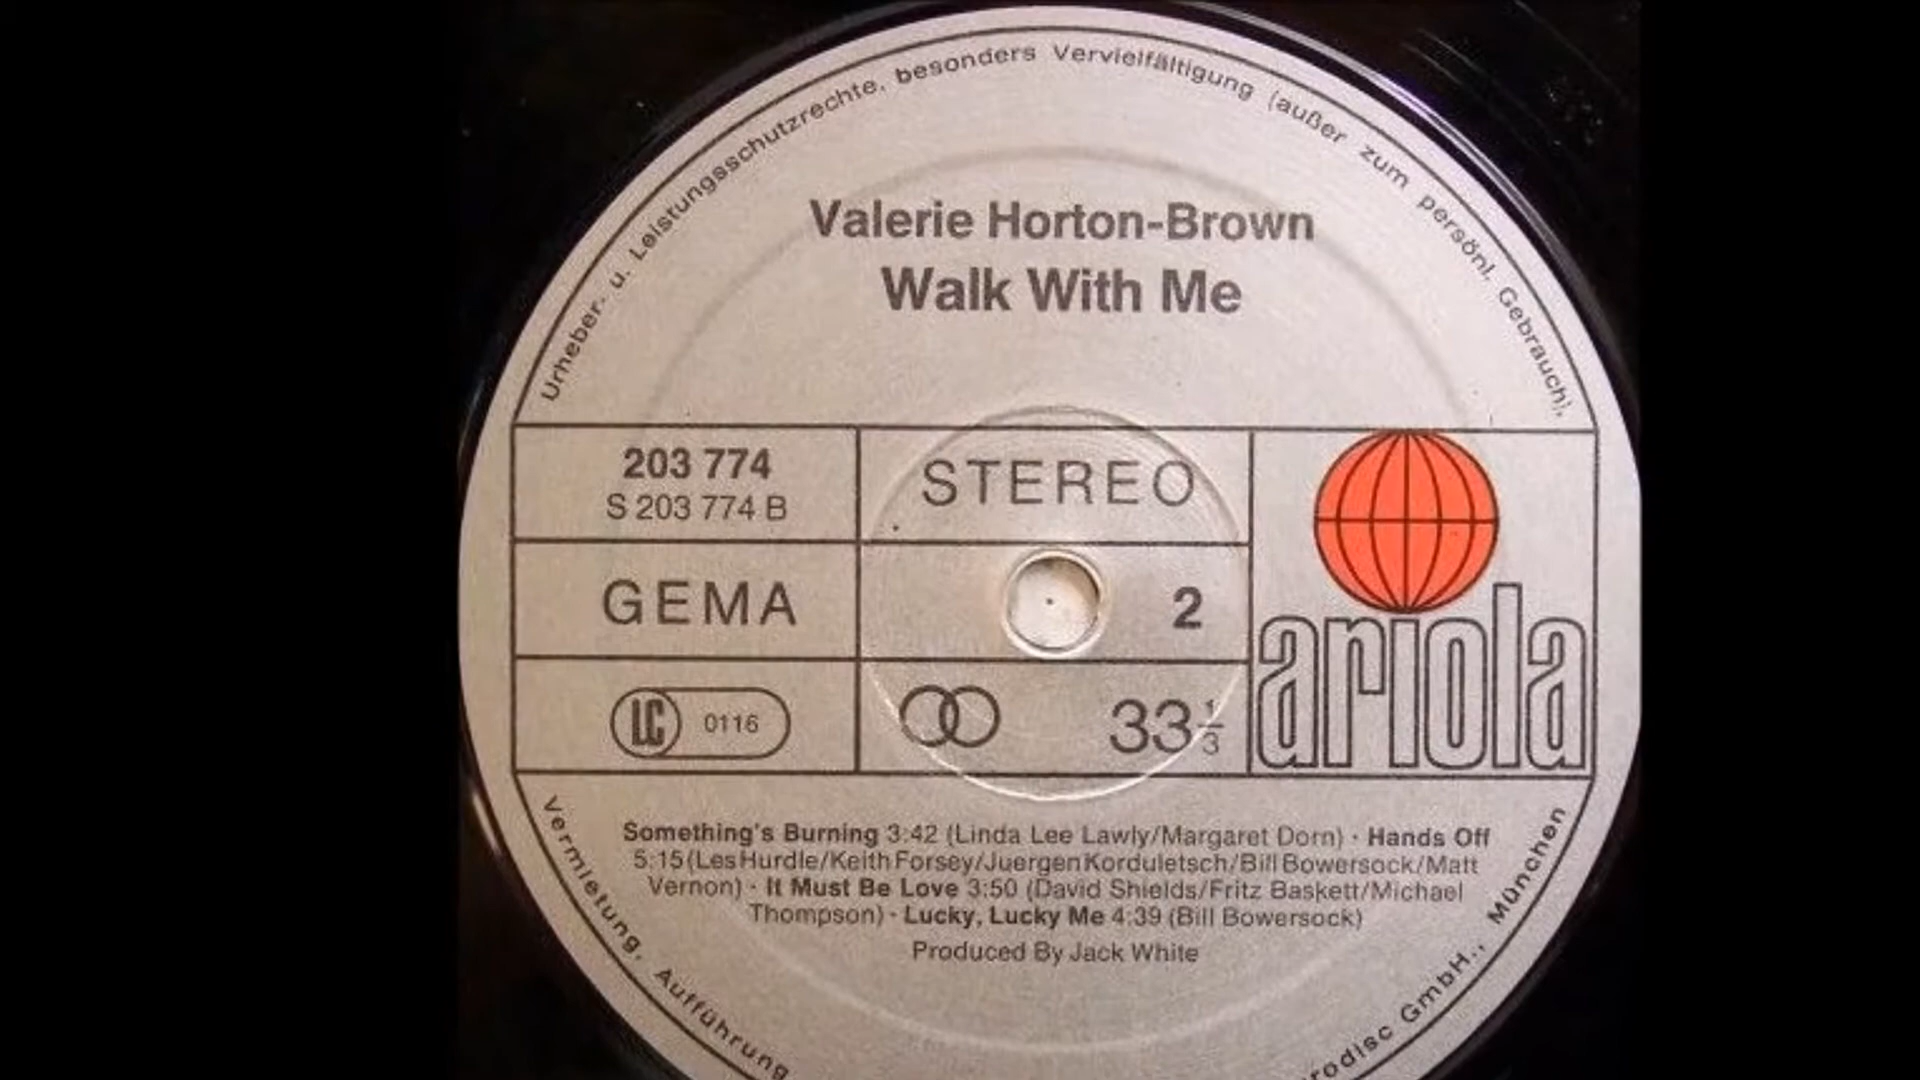 Urheber- u. Leistungsschutzrechte, besonders Vervielfältigung (außer zum persönl. Gebrauch),
Valerie Horton-Brown
Walk With Me
203 774
S 203 774 B
STEREO
GEMA
2
LC 0116
33 1/3
ariola
Something's Burning 3:42 (Linda Lee Lawly/Margaret Dorn) · Hands Off
5:15 (Les Hurdle/Keith Forsey/Juergen Korduletsch/Bill Bowersock/Matt
Vernon) · It Must Be Love 3:50 (David Shields/Fritz Baskett/Michael
Thompson) · Lucky, Lucky Me 4:39 (Bill Bowersock)
Produced By Jack White
Vermietung, Aufführung
rodisc GmbH., München